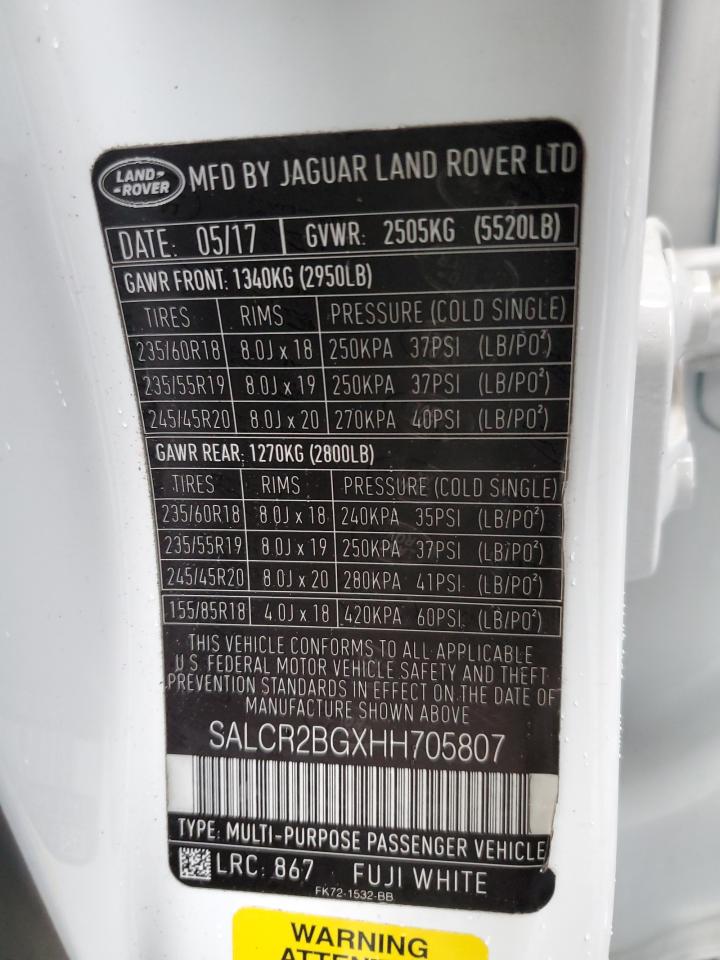 LAND-
-ROVER
MFD BY JAGUAR LAND ROVER LTD
DATE: 05/17 GVWR: 2505KG (5520LB)
GAWR FRONT: 1340KG (2950LB)
TIRES RIMS PRESSURE (COLD SINGLE)
235/60R18 8.0J x 18 250KPA 37PSI (LB/PO²)
235/55R19 8.0J x 19 250KPA 37PSI (LB/PO²)
245/45R20 8.0J x 20 270KPA 40PSI (LB/PO²)
GAWR REAR: 1270KG (2800LB)
TIRES RIMS PRESSURE (COLD SINGLE)
235/60R18 8.0J x 18 240KPA 35PSI (LB/PO²)
235/55R19 8.0J x 19 250KPA 37PSI (LB/PO²)
245/45R20 8.0J x 20 280KPA 41PSI (LB/PO²)
155/85R18 4.0J x 18 420KPA 60PSI (LB/PO²)
THIS VEHICLE CONFORMS TO ALL APPLICABLE
U.S. FEDERAL MOTOR VEHICLE SAFETY AND THEFT
PREVENTION STANDARDS IN EFFECT ON THE DATE OF
MANUFACTURE SHOWN ABOVE
SALCR2BGXHH705807
TYPE: MULTI-PURPOSE PASSENGER VEHICLE
LRC: 867 FUJI WHITE
FK72-1532-BB
WARNING